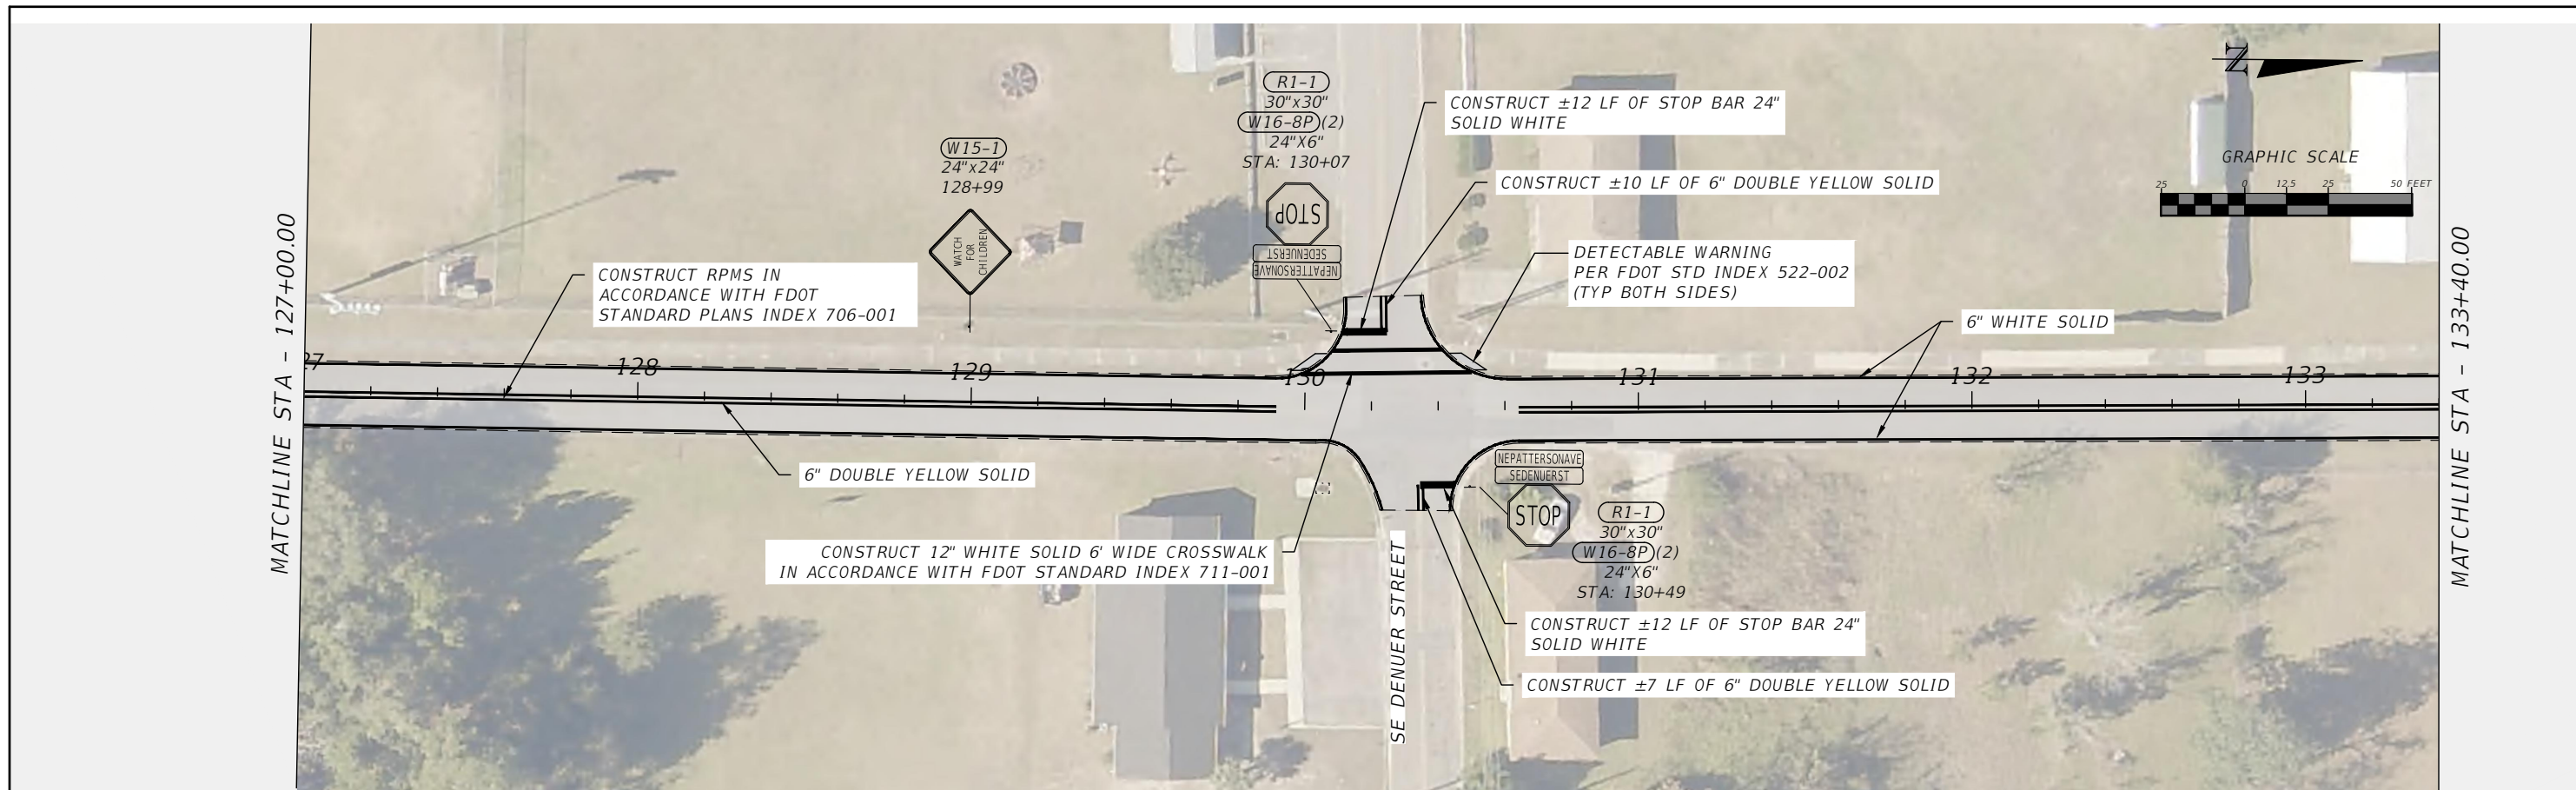 MATCHLINE STA - 127+00.00
CONSTRUCT RPMS IN
ACCORDANCE WITH FDOT
STANDARD PLANS INDEX 706-001
W15-1
24"x24"
128+99
WATCH
FOR
CHILDREN
R1-1
30"x30"
W16-8P (2)
24"X6"
STA: 130+07
STOP
SEDENUERST
NEPATTERSONAVE
CONSTRUCT ±12 LF OF STOP BAR 24"
SOLID WHITE
CONSTRUCT ±10 LF OF 6" DOUBLE YELLOW SOLID
DETECTABLE WARNING
PER FDOT STD INDEX 522-002
(TYP BOTH SIDES)
6" WHITE SOLID
N
GRAPHIC SCALE
25 0 12.5 25 50 FEET
27 128 129 130 131 132 133
6" DOUBLE YELLOW SOLID
CONSTRUCT 12" WHITE SOLID 6' WIDE CROSSWALK
IN ACCORDANCE WITH FDOT STANDARD INDEX 711-001
SE DENUER STREET
NEPATTERSONAVE
SEDENUERST
STOP
R1-1
30"x30"
W16-8P (2)
24"X6"
STA: 130+49
CONSTRUCT ±12 LF OF STOP BAR 24"
SOLID WHITE
CONSTRUCT ±7 LF OF 6" DOUBLE YELLOW SOLID
MATCHLINE STA - 133+40.00